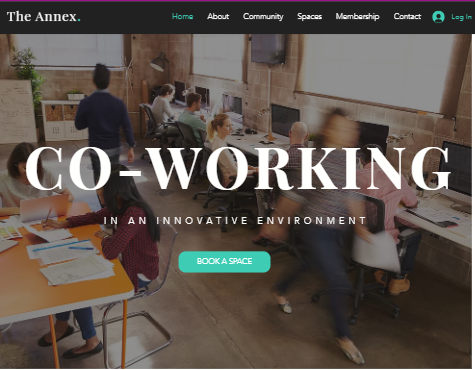 The Annex.
Home About Community Spaces Membership Contact Log In
CO-WORKING
IN AN INNOVATIVE ENVIRONMENT
BOOK A SPACE